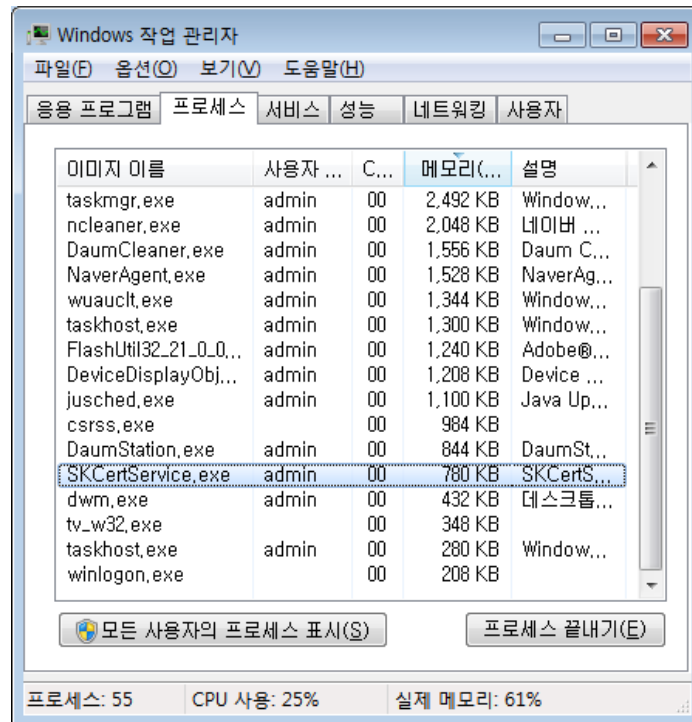 Windows 작업 관리자
파일(F) 옵션(O) 보기(V) 도움말(H)
응용 프로그램 프로세스 서비스 성능 네트워킹 사용자
이미지 이름 사용자 ... C... 메모리(... 설명
taskmgr.exe admin 00 2,492 KB Window...
ncleaner.exe admin 00 2,048 KB 네이버 ...
DaumCleaner.exe admin 00 1,556 KB Daum C...
NaverAgent.exe admin 00 1,528 KB NaverAg...
wuauclt.exe admin 00 1,344 KB Window...
taskhost.exe admin 00 1,300 KB Window...
FlashUtil32_21_0_0... admin 00 1,240 KB Adobe®...
DeviceDisplayObj... admin 00 1,208 KB Device ...
jusched.exe admin 00 1,100 KB Java Up...
csrss.exe 00 984 KB
DaumStation.exe admin 00 844 KB DaumSt...
SKCertService.exe admin 00 780 KB SKCertS...
dwm.exe admin 00 432 KB 데스크톱...
tv_w32.exe 00 348 KB
taskhost.exe admin 00 280 KB Window...
winlogon.exe 00 208 KB
모든 사용자의 프로세스 표시(S) 프로세스 끝내기(E)
프로세스: 55 CPU 사용: 25% 실제 메모리: 61%